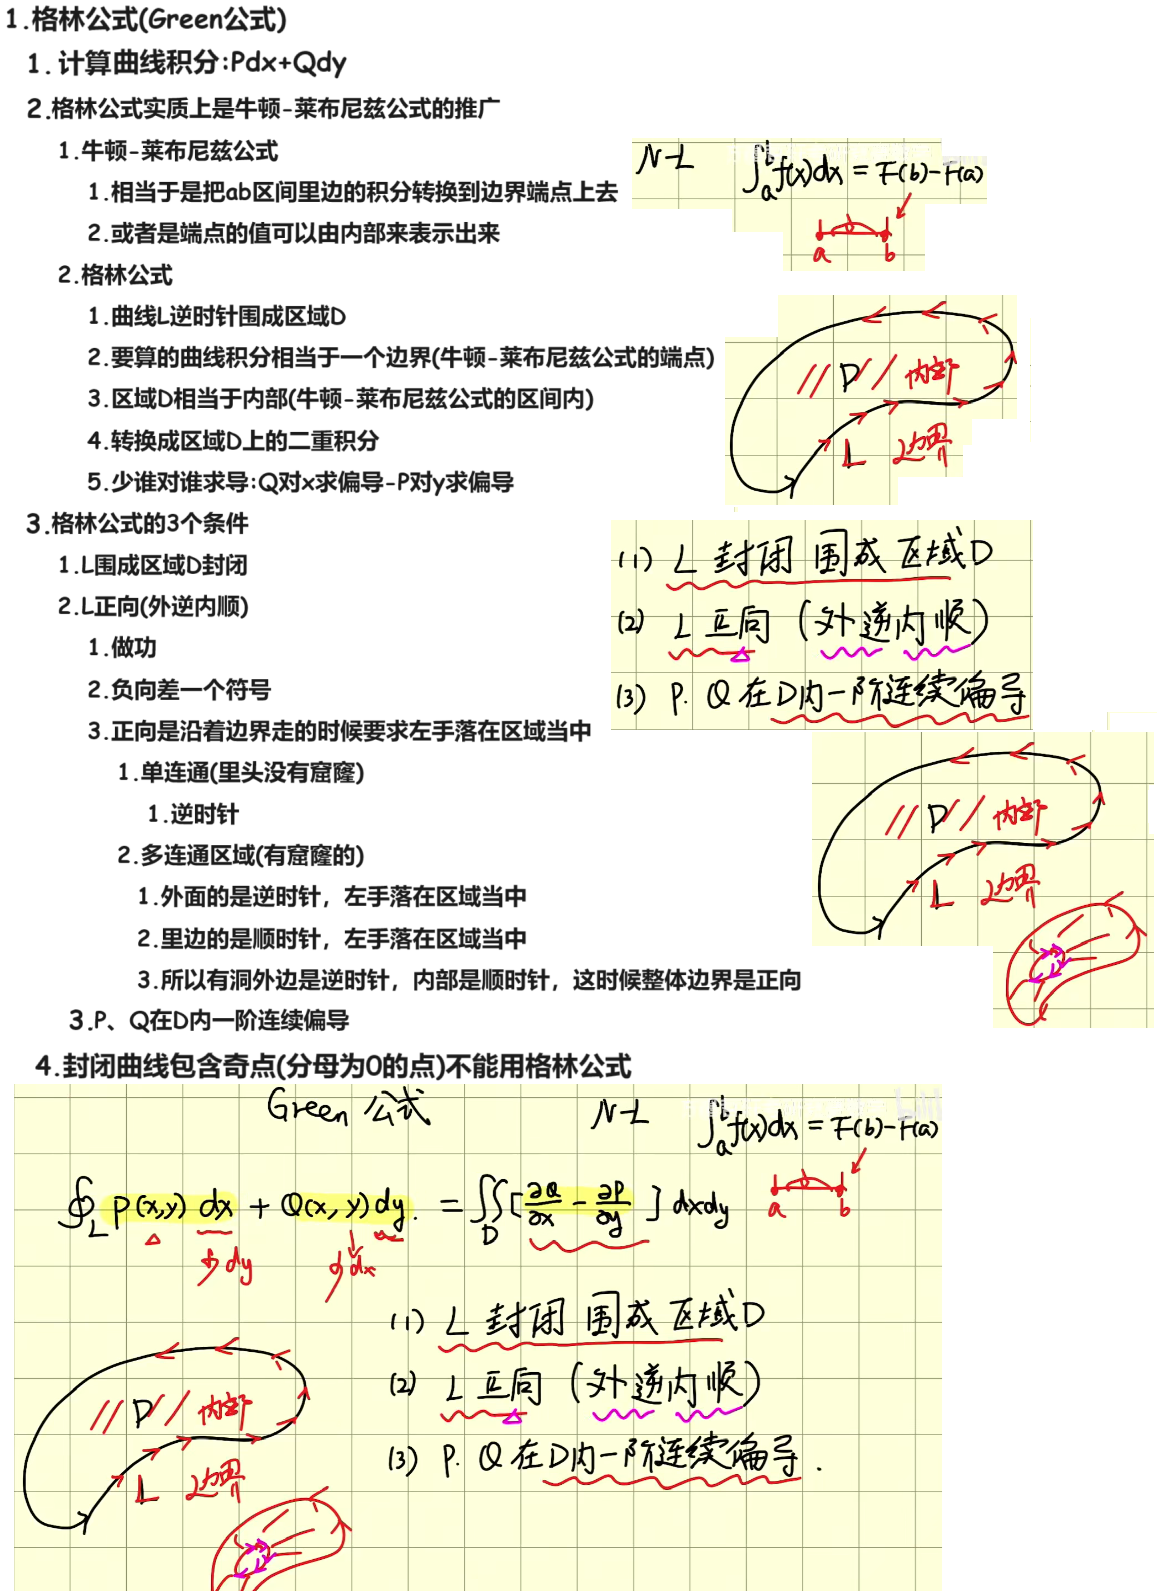 1.格林公式(Green公式)
1.计算曲线积分:Pdx+Qdy
2.格林公式实质上是牛顿-莱布尼兹公式的推广
1.牛顿-莱布尼兹公式
1.相当于是把ab区间里边的积分转换到边界端点上去
2.或者是端点的值可以由内部来表示出来
N-L ∫_a^b f(x)dx = F(b)-F(a)
a b
2.格林公式
1.曲线L逆时针围成区域D
2.要算的曲线积分相当于一个边界(牛顿-莱布尼兹公式的端点)
3.区域D相当于内部(牛顿-莱布尼兹公式的区间内)
4.转换成区域D上的二重积分
5.少谁对谁求导:Q对x求偏导-P对y求偏导
D 内部
L 边界
3.格林公式的3个条件
1.L围成区域D封闭
2.L正向(外逆内顺)
1.做功
2.负向差一个符号
3.正向是沿着边界走的时候要求左手落在区域当中
(1) L 封闭 围成 区域D
(2) L 正向 (外逆内顺)
(3) P. Q 在D内一阶连续偏导
1.单连通(里头没有窟窿)
1.逆时针
2.多连通区域(有窟窿的)
1.外面的是逆时针，左手落在区域当中
2.里边的是顺时针，左手落在区域当中
3.所以有洞外边是逆时针，内部是顺时针，这时候整体边界是正向
D 内部
L 边界
3.P、Q在D内一阶连续偏导
4.封闭曲线包含奇点(分母为0的点)不能用格林公式
Green 公式 N-L ∫_a^b f(x)dx = F(b)-F(a)
a b
∮_L P(x,y) dx + Q(x, y) dy. = ∬_D [∂Q/∂x - ∂P/∂y] dxdy
少dy 少dx
(1) L 封闭 围成 区域D
(2) L 正向 (外逆内顺)
(3) P. Q 在D内一阶连续偏导.
D 内部
L 边界